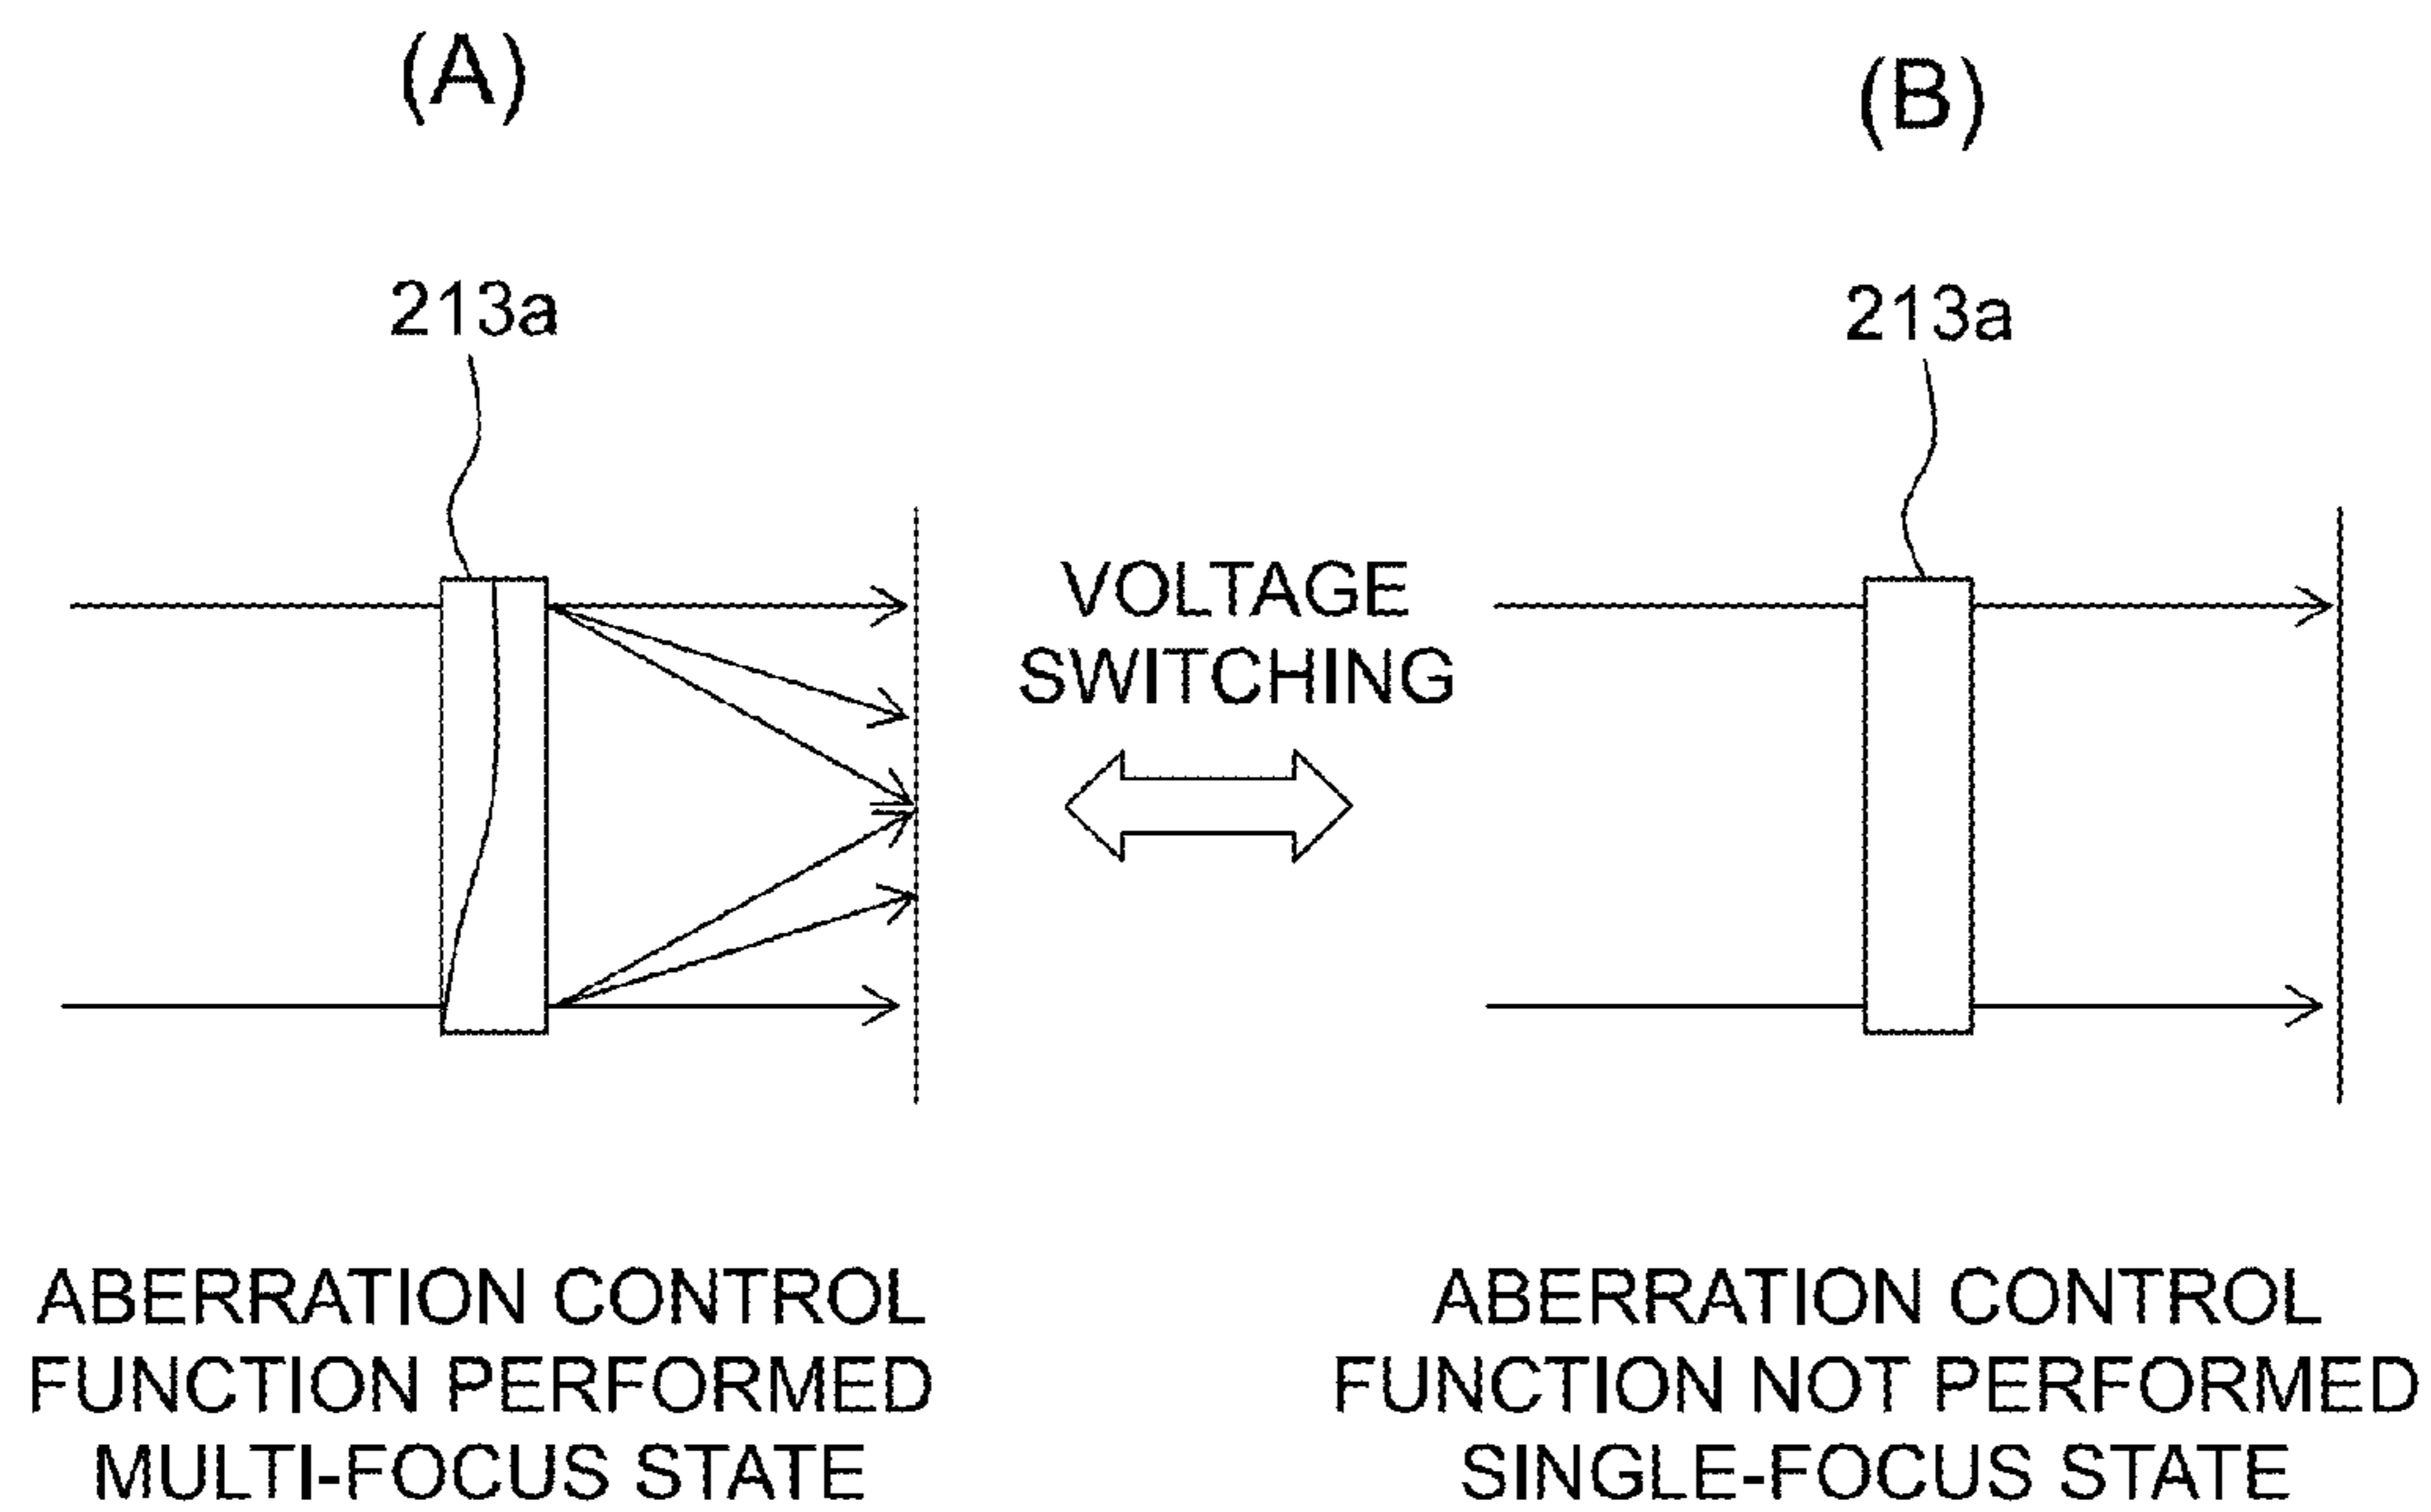 (A)
(B)
213a
213a
VOLTAGE
SWITCHING
ABERRATION CONTROL
FUNCTION PERFORMED
MULTI-FOCUS STATE
ABERRATION CONTROL
FUNCTION NOT PERFORMED
SINGLE-FOCUS STATE